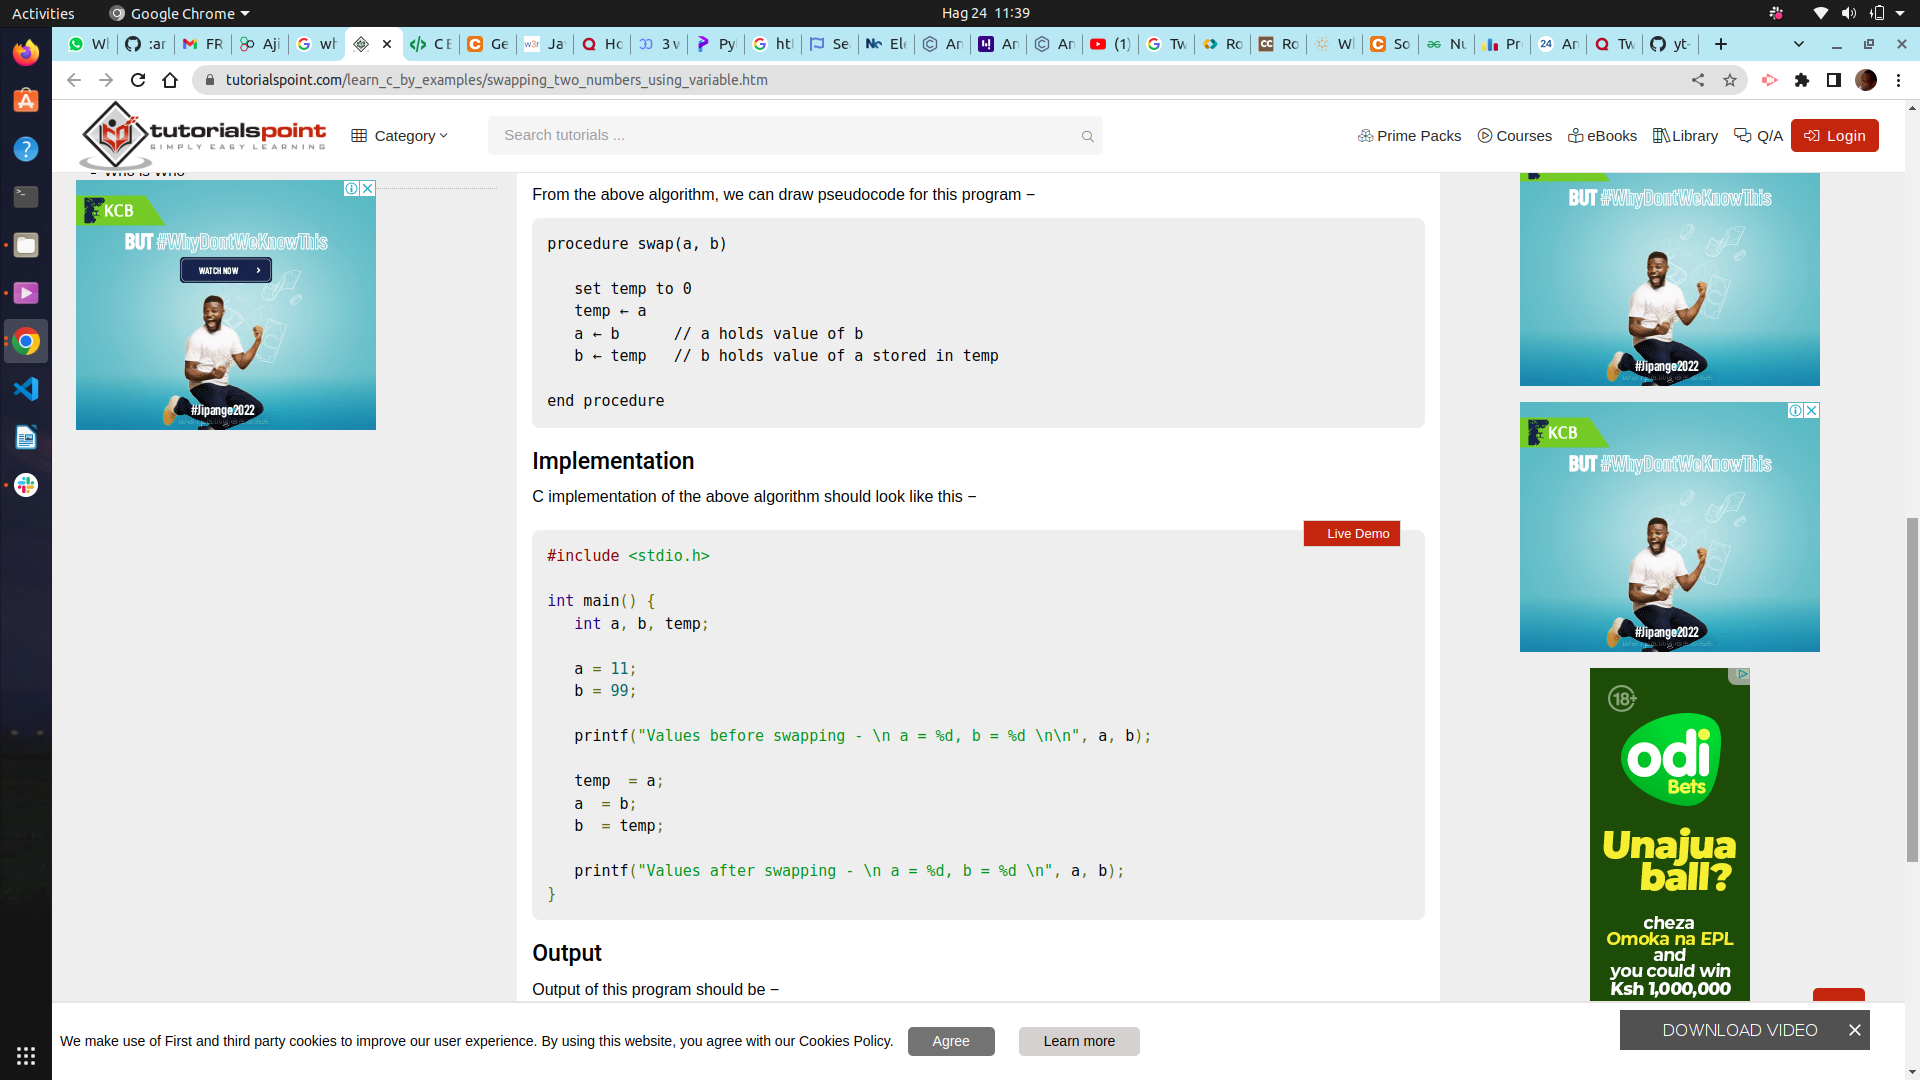 Activities
Google Chrome
Hag 24 11:39
Wl
:ar
FR
Aji
wh
C E
Ge
Ja
Ho
3 w
Pyl
htl
Se
Ele
An
An
An
(1)
Tw
Ro
Ro
Wl
So
Nu
Pr
An
Tw
yt-
tutorialspoint.com/learn_c_by_examples/swapping_two_numbers_using_variable.htm
tutorialspoint
SIMPLY EASY LEARNING
Category
Search tutorials ...
Prime Packs
Courses
eBooks
Library
Q/A
Login
Who is Who
KCB
BUT #WhyDontWeKnowThis
WATCH NOW
#Jipange2022
From the above algorithm, we can draw pseudocode for this program −
procedure swap(a, b)
set temp to 0
temp ← a
a ← b // a holds value of b
b ← temp // b holds value of a stored in temp
end procedure
Implementation
C implementation of the above algorithm should look like this −
Live Demo
#include <stdio.h>
int main() {
int a, b, temp;
a = 11;
b = 99;
printf("Values before swapping - \n a = %d, b = %d \n\n", a, b);
temp = a;
a = b;
b = temp;
printf("Values after swapping - \n a = %d, b = %d \n", a, b);
}
Output
Output of this program should be −
BUT #WhyDontWeKnowThis
#Jipange2022
KCB
BUT #WhyDontWeKnowThis
#Jipange2022
18+
odi
Bets
Unajua
ball?
cheza
Omoka na EPL
and
you could win
Ksh 1,000,000
We make use of First and third party cookies to improve our user experience. By using this website, you agree with our Cookies Policy.
Agree
Learn more
DOWNLOAD VIDEO